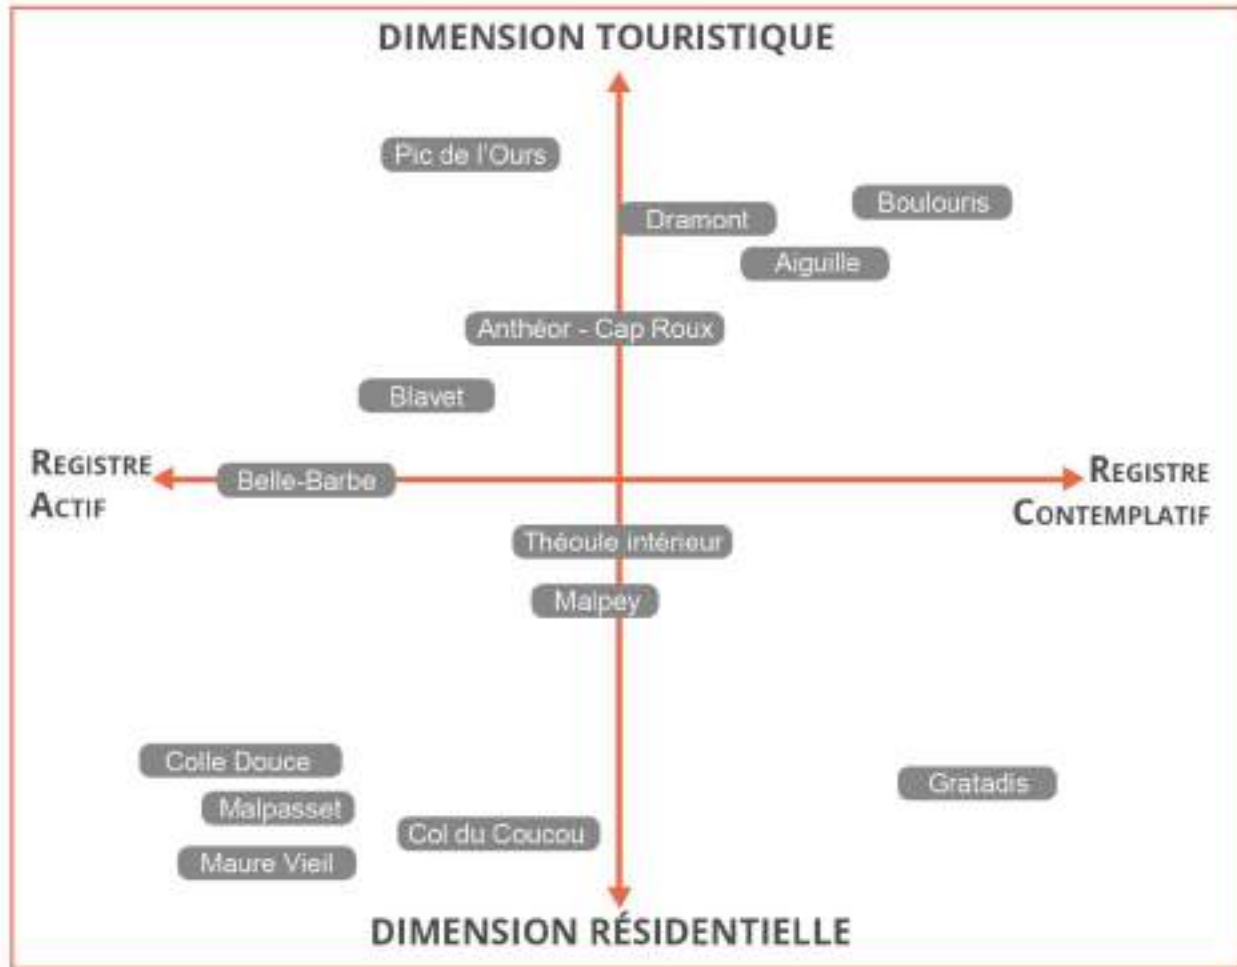 DIMENSION TOURISTIQUE
Pic de l'Ours
Boulouris
Dramont
Aiguille
Anthéor - Cap Roux
Blavet
REGISTRE
ACTIF
Belle-Barbe
REGISTRE
CONTEMPLATIF
Théoule intérieur
Malpey
Colle Douce
Gratadis
Malpasset
Col du Coucou
Maure Vieil
DIMENSION RÉSIDENTIELLE